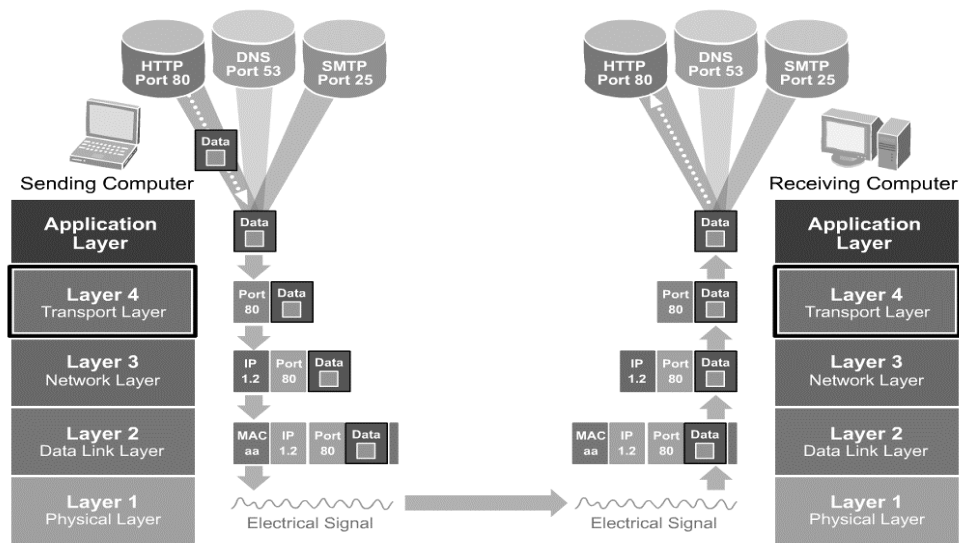 HTTP
Port 80
DNS
Port 53
SMTP
Port 25
HTTP
Port 80
DNS
Port 53
SMTP
Port 25
Data
Sending Computer
Receiving Computer
Application
Layer
Data
Data
Application
Layer
Layer 4
Transport Layer
Port
80
Data
Port
80
Data
Layer 4
Transport Layer
Layer 3
Network Layer
IP
1.2
Port
80
Data
IP
1.2
Port
80
Data
Layer 3
Network Layer
Layer 2
Data Link Layer
MAC
aa
IP
1.2
Port
80
Data
MAC
aa
IP
1.2
Port
80
Data
Layer 2
Data Link Layer
Layer 1
Physical Layer
Electrical Signal
Electrical Signal
Layer 1
Physical Layer